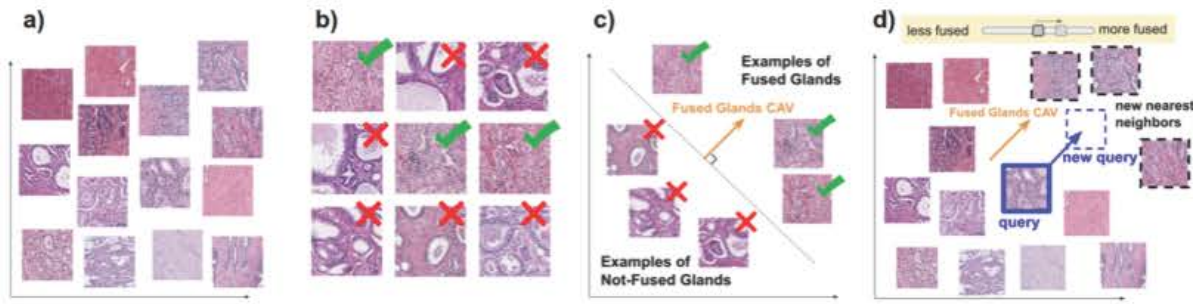 a)
b)
c)
d)
Examples of
Fused Glands
Fused Glands CAV
Examples of
Not-Fused Glands
less fused
more fused
Fused Glands CAV
new nearest
neighbors
new query
query